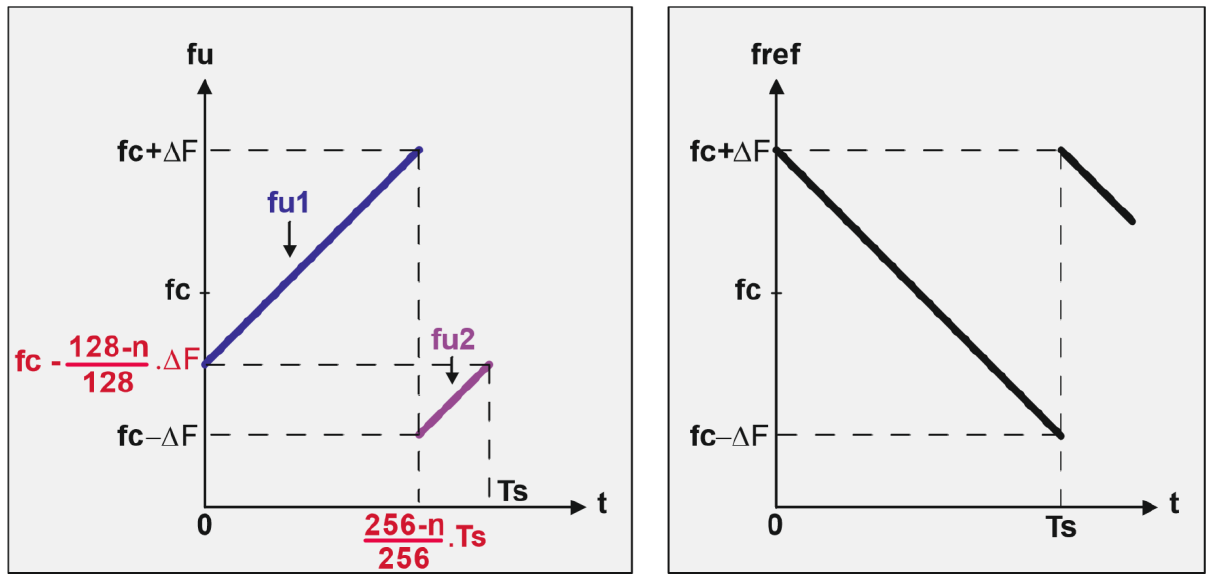 fu
fc+ΔF
fu1
fc
fu2
fc - 128-n/128 .ΔF
fc−ΔF
Ts
0
256-n/256 .Ts
t
fref
fc+ΔF
fc
fc−ΔF
0
Ts
t